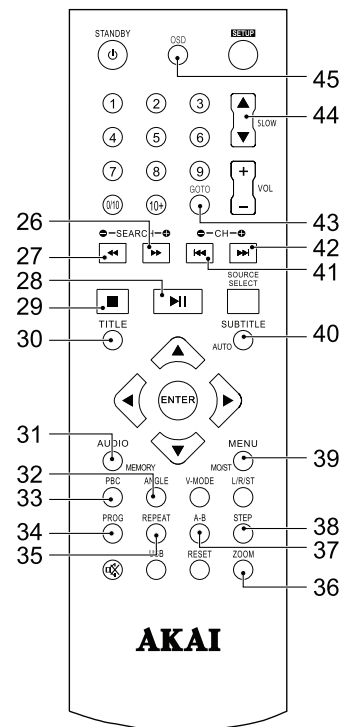 STANDBY OSD SETUP
45
1 2 3
44
SLOW
4 5 6
7 8 9
+ VOL −
0/10 10+ GOTO
26 43
−SEARCH+ −CH+
27 42
28 41
SOURCE SELECT
29
TITLE SUBTITLE
30 AUTO 40
ENTER
31
AUDIO MENU
32 MEMORY MO/ST 39
33 PBC ANGLE V-MODE L/R/ST
34 PROG REPEAT A-B STEP 38
35 37
USB RESET ZOOM
36
AKAI